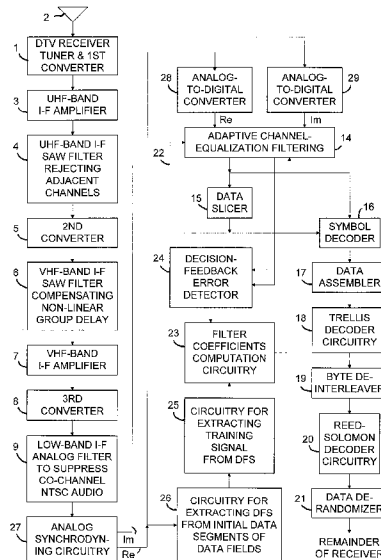 2
1
DTV RECEIVER
TUNER & 1ST
CONVERTER
3
UHF-BAND
I-F AMPLIFIER
4
UHF-BAND I-F
SAW FILTER
REJECTING
ADJACENT
CHANNELS
5
2ND
CONVERTER
6
VHF-BAND I-F
SAW FILTER
COMPENSATING
NON-LINEAR
GROUP DELAY
7
VHF-BAND
I-F AMPLIFIER
8
3RD
CONVERTER
9
LOW-BAND I-F
ANALOG FILTER
TO SUPPRESS
CO-CHANNEL
NTSC AUDIO
27
ANALOG
SYNCHRODYN-
ING CIRCUITRY
Im
Re
28
ANALOG-
TO-DIGITAL
CONVERTER
Re
29
ANALOG-
TO-DIGITAL
CONVERTER
Im
22
ADAPTIVE CHANNEL-
EQUALIZATION FILTERING
14
15
DATA
SLICER
16
SYMBOL
DECODER
24
DECISION-
FEEDBACK
ERROR
DETECTOR
17
DATA
ASSEMBLER
23
FILTER
COEFFICIENTS
COMPUTATION
CIRCUITRY
18
TRELLIS
DECODER
CIRCUITRY
19
BYTE DE-
INTERLEAVER
25
CIRCUITRY FOR
EXTRACTING
TRAINING
SIGNAL
FROM DFS
20
REED-
SOLOMON
DECODER
CIRCUITRY
26
CIRCUITRY FOR
EXTRACTING DFS
FROM INITIAL DATA
SEGMENTS OF
DATA FIELDS
21
DATA DE-
RANDOMIZER
REMAINDER
OF RECEIVER